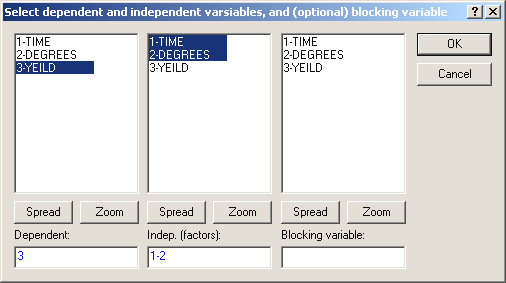 Select dependent and independent varsiables, and (optional) blocking variable
1-TIME
2-DEGREES
3-YEILD
1-TIME
2-DEGREES
3-YEILD
1-TIME
2-DEGREES
3-YEILD
OK
Cancel
Spread Zoom Spread Zoom Spread Zoom
Dependent: Indep. (factors): Blocking variable:
3 1-2